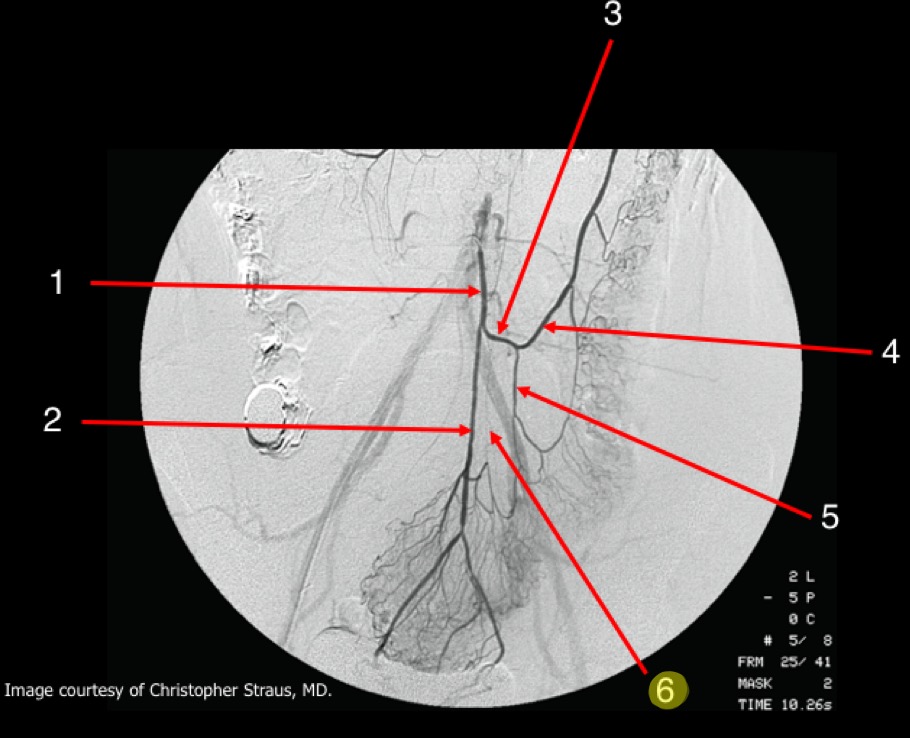 3
1
4
2
5
2 L
- 5 P
0 C
# 5/ 8
FRM 25/ 41
MASK 2
TIME 10.26s
6
Image courtesy of Christopher Straus, MD.